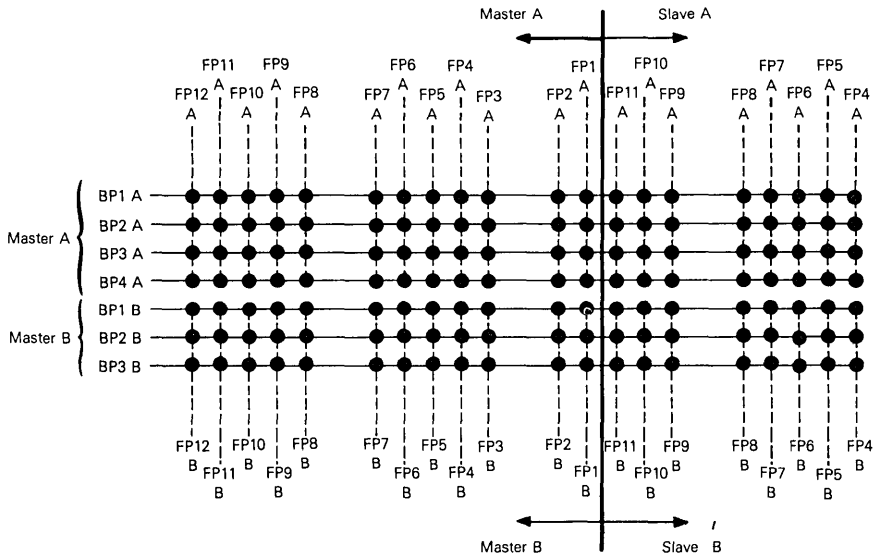 Master A Slave A
FP11 FP9 FP6 FP4 FP1 FP10 FP7 FP5
A A A A A A A A
FP12 FP10 FP8 FP7 FP5 FP3 FP2 FP11 FP9 FP8 FP6 FP4
A A A A A A A A A A A A
Master A
BP1 A
BP2 A
BP3 A
BP4 A
Master B
BP1 B
BP2 B
BP3 B
FP12 FP10 FP8 FP7 FP5 FP3 FP2 FP11 FP9 FP8 FP6 FP4
B B B B B B B B B B B B
FP11 FP9 FP6 FP4 FP1 FP10 FP7 FP5
B B B B B B B B
Master B Slave B